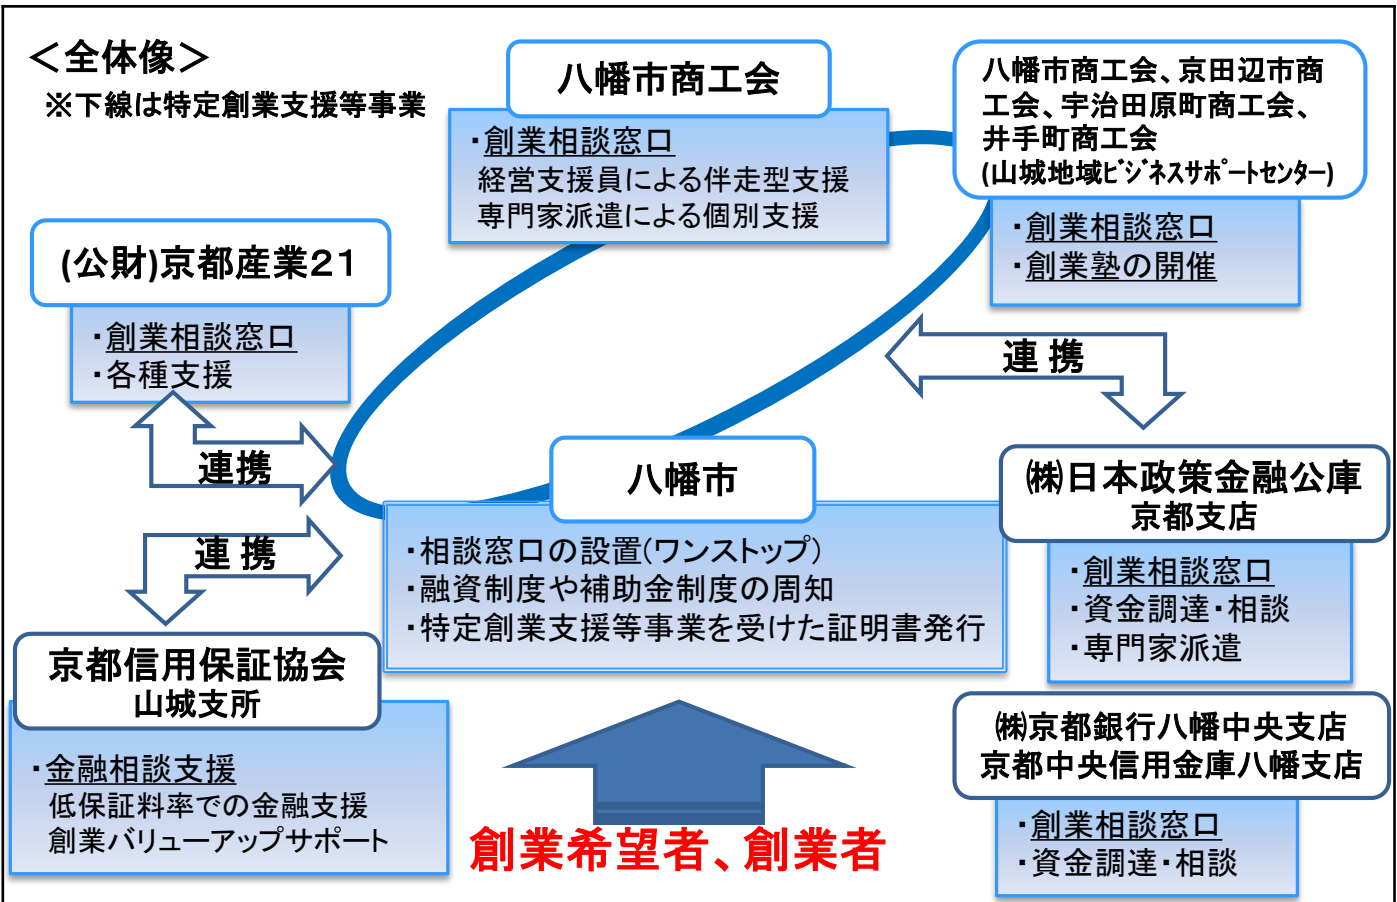 ＜全体像＞
※下線は特定創業支援等事業
八幡市商工会
・創業相談窓口
経営支援員による伴走型支援
専門家派遣による個別支援
八幡市商工会、京田辺市商
工会、宇治田原町商工会、
井手町商工会
(山城地域ﾋﾞｼﾞﾈｽｻﾎﾟｰﾄｾﾝﾀｰ)
・創業相談窓口
・創業塾の開催
(公財)京都産業２１
・創業相談窓口
・各種支援
連携
連 携
連 携
八幡市
・相談窓口の設置(ワンストップ)
・融資制度や補助金制度の周知
・特定創業支援等事業を受けた証明書発行
㈱日本政策金融公庫
京都支店
・創業相談窓口
・資金調達・相談
・専門家派遣
京都信用保証協会
山城支所
・金融相談支援
低保証料率での金融支援
創業バリューアップサポート
㈱京都銀行八幡中央支店
京都中央信用金庫八幡支店
・創業相談窓口
・資金調達・相談
創業希望者、創業者